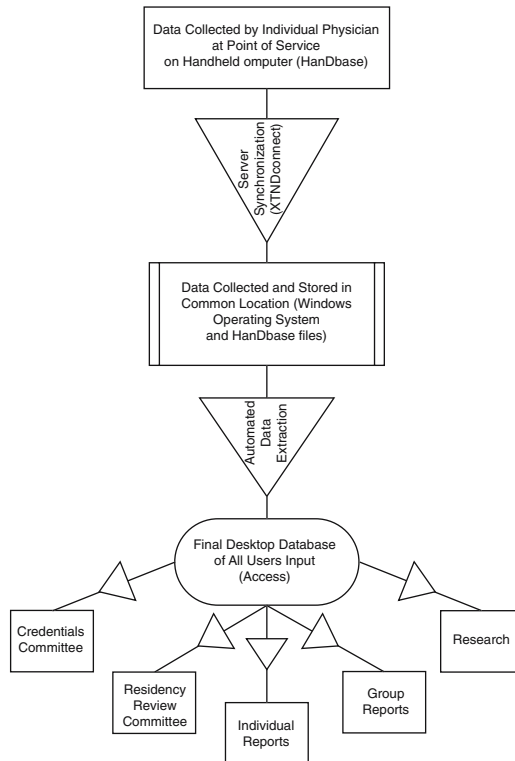 Data Collected by Individual Physician
at Point of Service
on Handheld omputer (HanDbase)
Server
Synchronization
(XTNDconnect)
Data Collected and Stored in
Common Location (Windows
Operating System
and HanDbase files)
Automated
Data
Extraction
Final Desktop Database
of All Users Input
(Access)
Credentials
Committee
Residency
Review
Committee
Individual
Reports
Group
Reports
Research